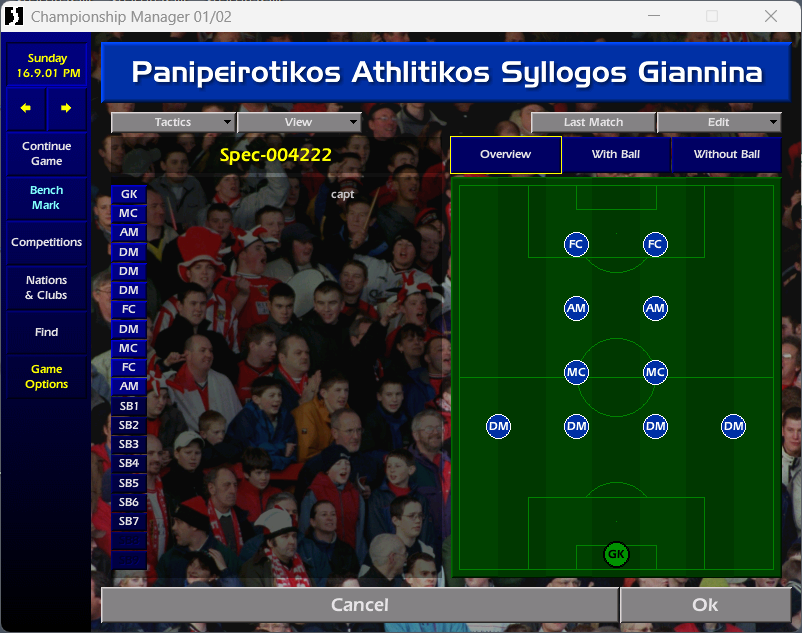 Championship Manager 01/02
Sunday
16.9.01 PM
Continue
Game
Bench
Mark
Competitions
Nations
& Clubs
Find
Game
Options
Panipeirotikos Athlitikos Syllogos Giannina
Tactics
View
Last Match
Edit
Spec-004222
Overview
With Ball
Without Ball
GK
capt
MC
AM
DM
DM
DM
FC
DM
MC
FC
AM
SB1
SB2
SB3
SB4
SB5
SB6
SB7
FC FC
AM AM
MC MC
DM DM DM DM
GK
Cancel
Ok